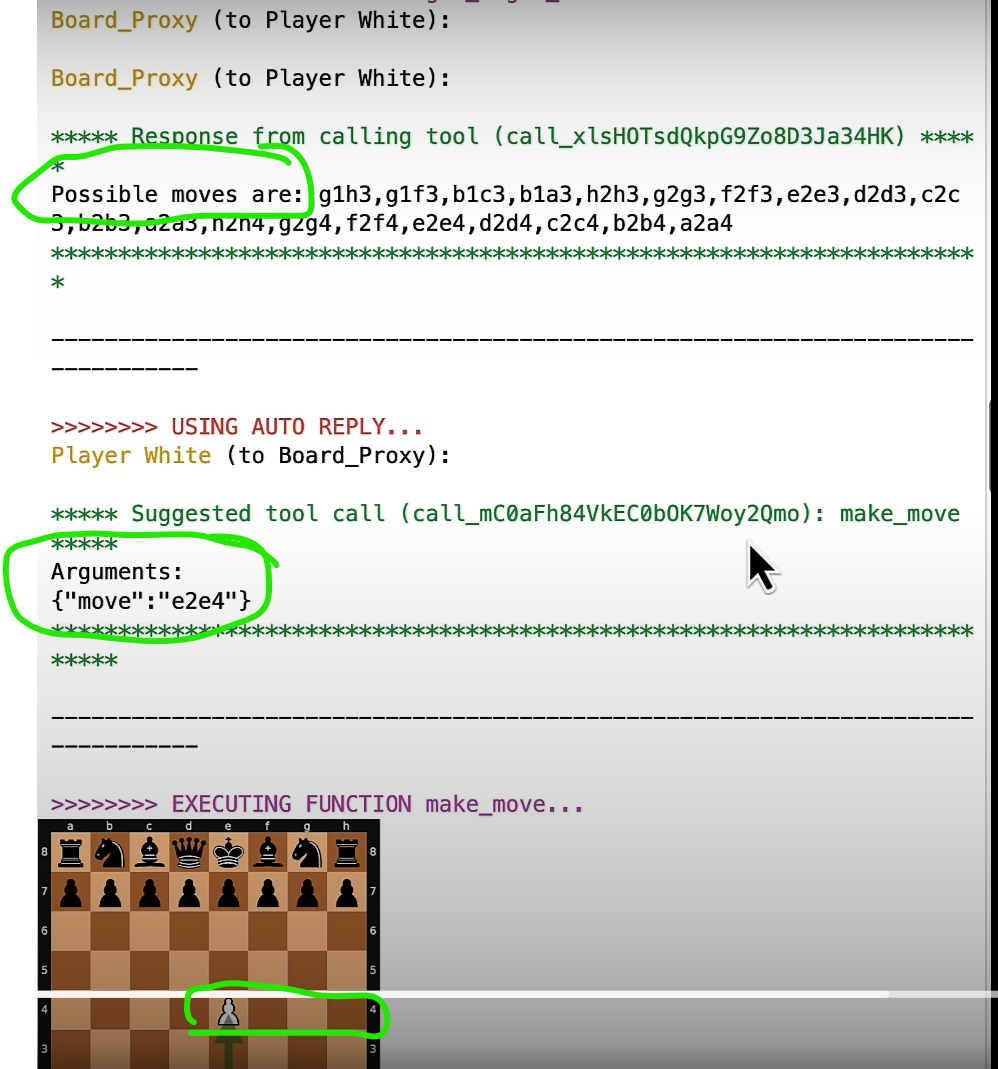 Board_Proxy (to Player White):
Board_Proxy (to Player White):
***** Response from calling tool (call_xlsHOTsdQkpG9Zo8D3Ja34HK) ****
*
Possible moves are: g1h3,g1f3,b1c3,b1a3,h2h3,g2g3,f2f3,e2e3,d2d3,c2c
3,b2b3,a2a3,h2h4,g2g4,f2f4,e2e4,d2d4,c2c4,b2b4,a2a4
*********************************************************************
*
---------------------------------------------------------------------
-----------
>>>>>>>> USING AUTO REPLY...
Player White (to Board_Proxy):
***** Suggested tool call (call_mC0aFh84VkEC0bOK7Woy2Qmo): make_move
*****
Arguments:
{"move":"e2e4"}
*********************************************************************
*****
---------------------------------------------------------------------
-----------
>>>>>>>> EXECUTING FUNCTION make_move...
a b c d e f g h
8 8
7 7
6 6
5 5
4 4
3 3